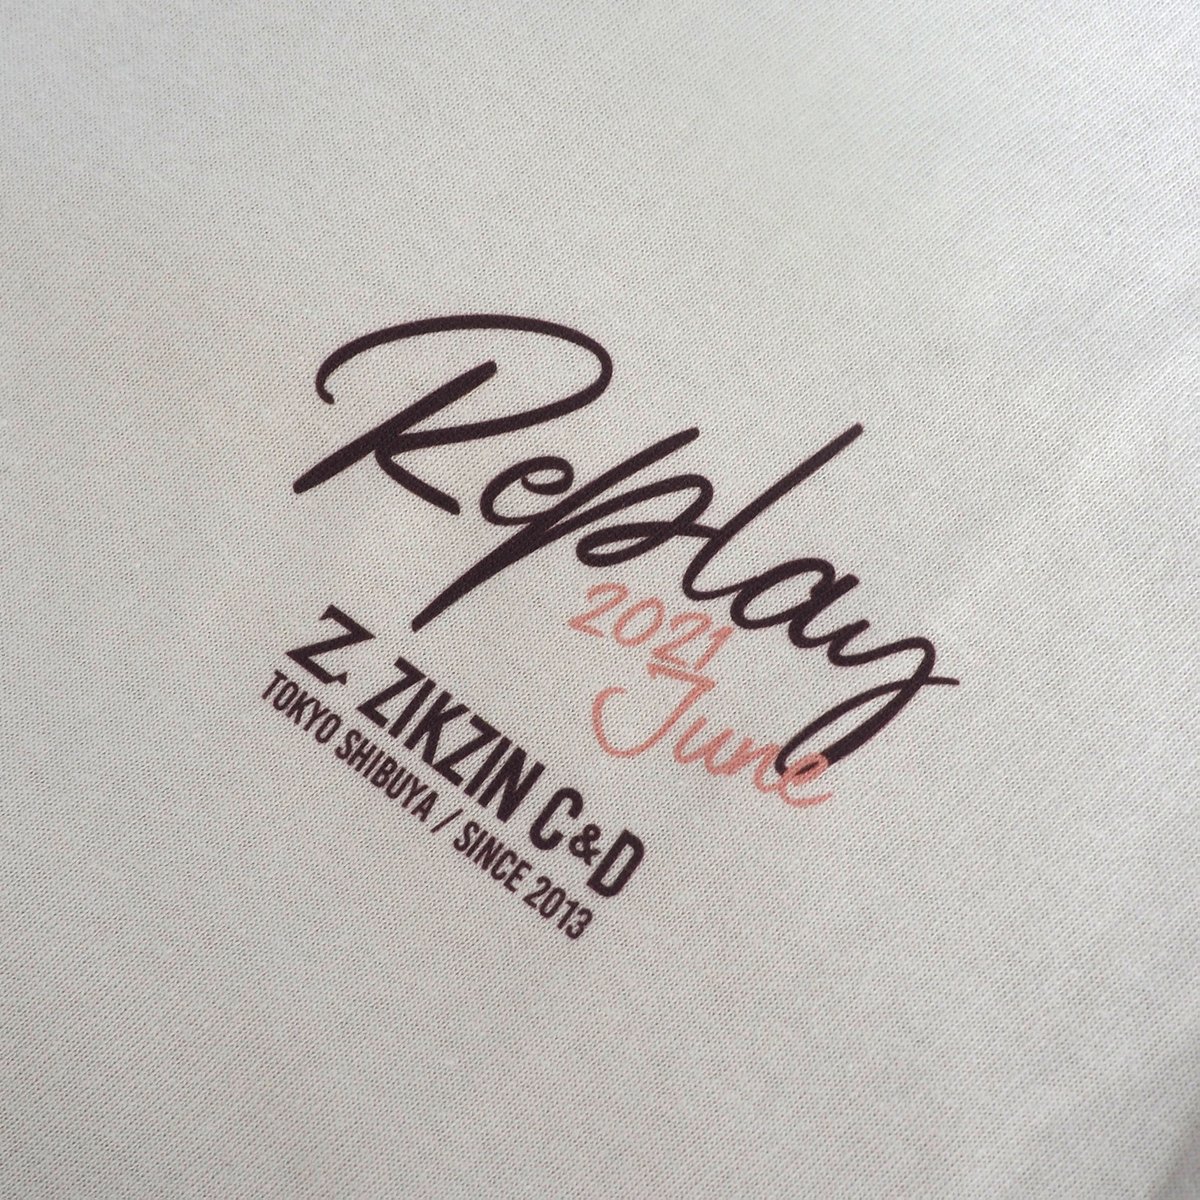 Replay
2021
June
Z ZIKZIN C&D
TOKYO SHIBUYA / SINCE 2013